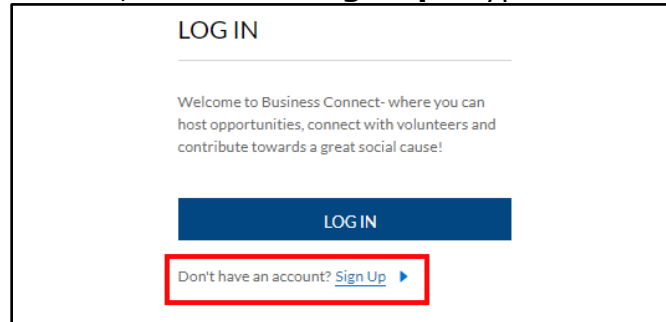 LOG IN
Welcome to Business Connect- where you can
host opportunities, connect with volunteers and
contribute towards a great social cause!
LOG IN
Don't have an account? Sign Up